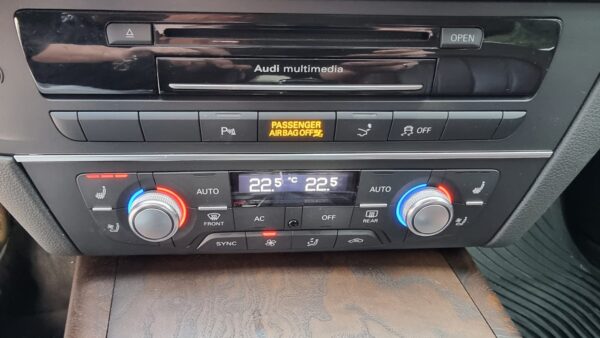 OPEN
Audi multimedia
P
PASSENGER
AIRBAG OFF
OFF
22.5 °C 22.5
AUTO
AUTO
FRONT
AC
OFF
REAR
SYNC